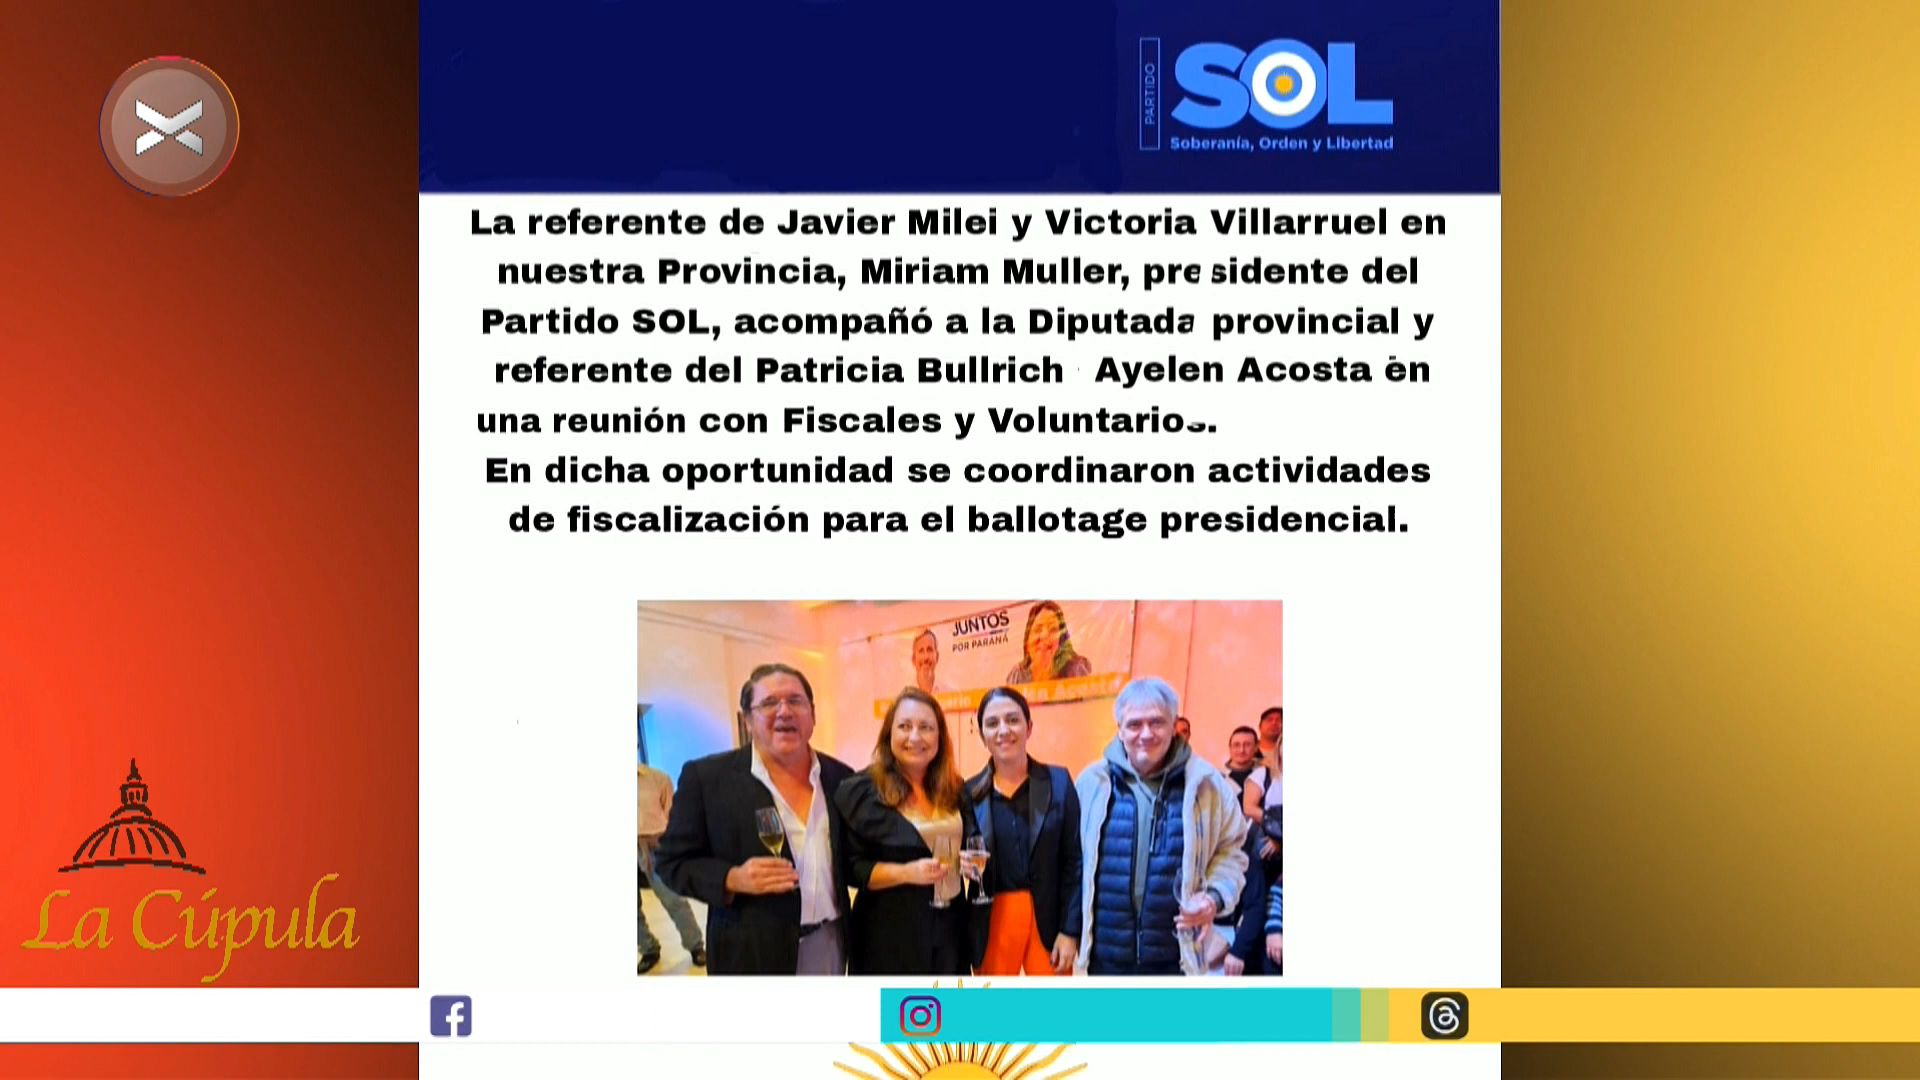 PARTIDO
SOL
Soberanía, Orden y Libertad
La referente de Javier Milei y Victoria Villarruel en
nuestra Provincia, Miriam Muller, presidente del
Partido SOL, acompañó a la Diputada provincial y
referente del Patricia Bullrich Ayelen Acosta en
una reunión con Fiscales y Voluntarios.
En dicha oportunidad se coordinaron actividades
de fiscalización para el ballotage presidencial.
JUNTOS
POR PARANÁ
Acosta
La Cúpula